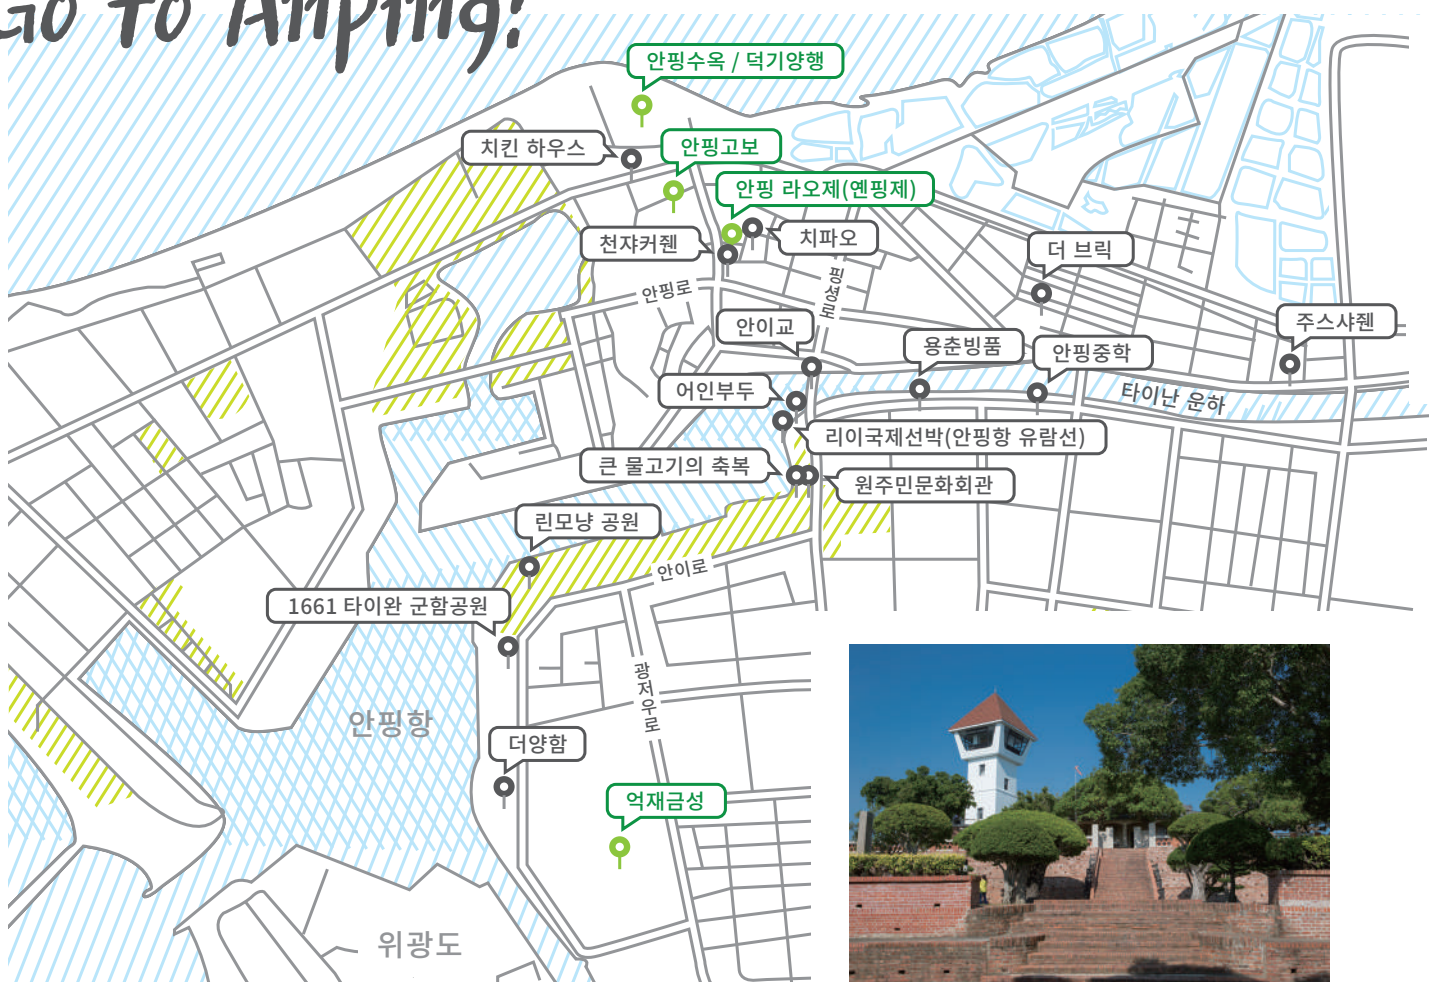 Go to Anping!
안핑수옥 / 덕기양행
치킨 하우스
안핑고보
안핑 라오제(옌핑제)
천쟈커줸
치파오
더 브릭
안핑로
핑셩로
안이교
주스샤줸
용춘빙품
안핑중학
어인부두
타이난 운하
리이국제선박(안핑항 유람선)
큰 물고기의 축복
원주민문화회관
린모냥 공원
안이로
1661 타이완 군함공원
광저우로
안핑항
더양함
억재금성
위광도